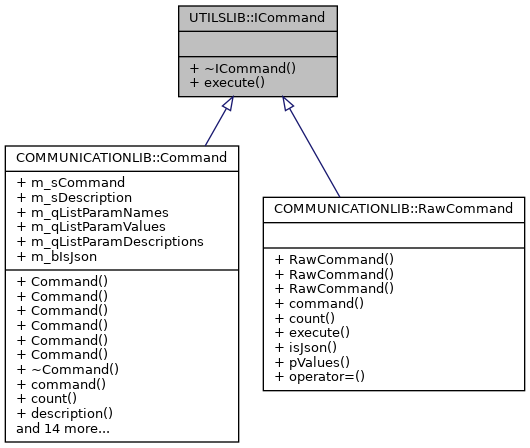 UTILSLIB::ICommand
+ ~ICommand()
+ execute()
COMMUNICATIONLIB::Command
+ m_sCommand
+ m_sDescription
+ m_qListParamNames
+ m_qListParamValues
+ m_qListParamDescriptions
+ m_bIsJson
+ Command()
+ Command()
+ Command()
+ Command()
+ Command()
+ Command()
+ ~Command()
+ command()
+ count()
+ description()
and 14 more...
COMMUNICATIONLIB::RawCommand
+ RawCommand()
+ RawCommand()
+ RawCommand()
+ command()
+ count()
+ execute()
+ isJson()
+ pValues()
+ operator=()